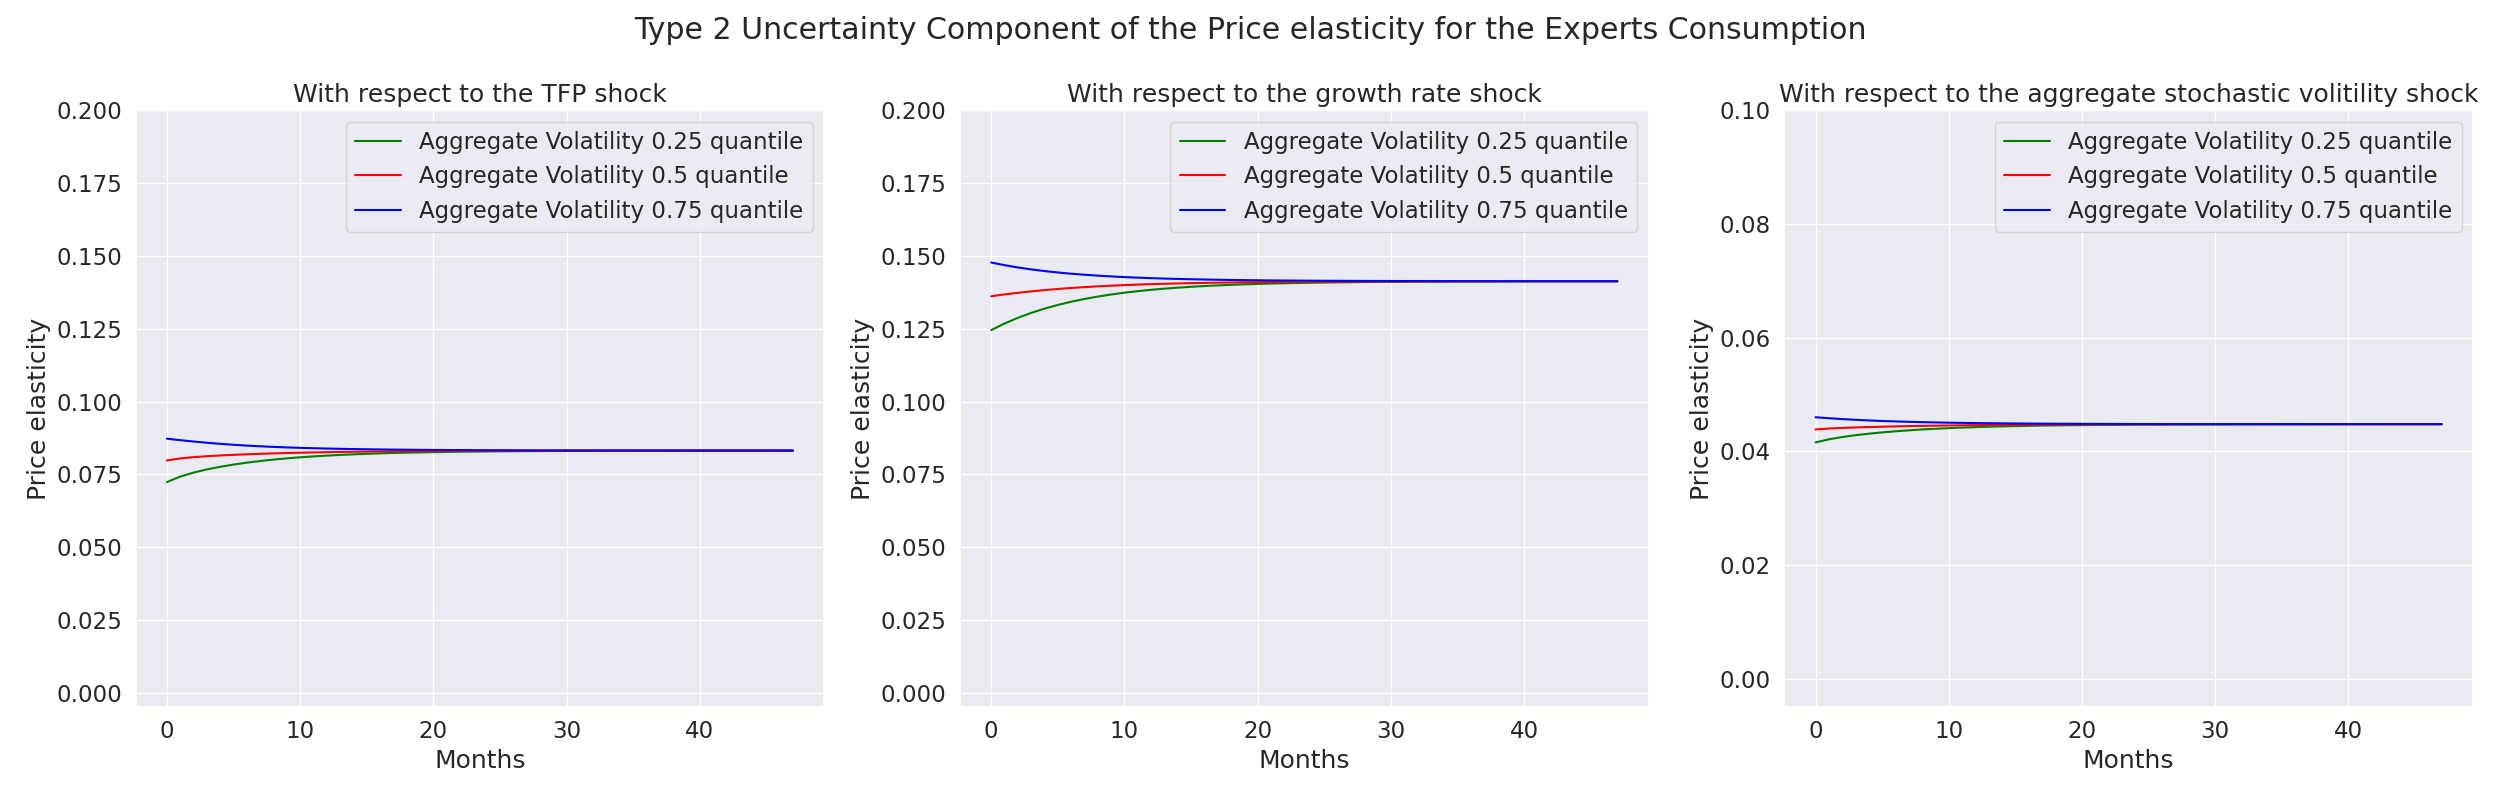 Type 2 Uncertainty Component of the Price elasticity for the Experts Consumption
With respect to the TFP shock
0.200
0.175
0.150
0.125
0.100
0.075
0.050
0.025
0.000
Price elasticity
Aggregate Volatility 0.25 quantile
Aggregate Volatility 0.5 quantile
Aggregate Volatility 0.75 quantile
0 10 20 30 40
Months
With respect to the growth rate shock
0.200
0.175
0.150
0.125
0.100
0.075
0.050
0.025
0.000
Price elasticity
Aggregate Volatility 0.25 quantile
Aggregate Volatility 0.5 quantile
Aggregate Volatility 0.75 quantile
0 10 20 30 40
Months
With respect to the aggregate stochastic volitility shock
0.10
0.08
0.06
0.04
0.02
0.00
Price elasticity
Aggregate Volatility 0.25 quantile
Aggregate Volatility 0.5 quantile
Aggregate Volatility 0.75 quantile
0 10 20 30 40
Months